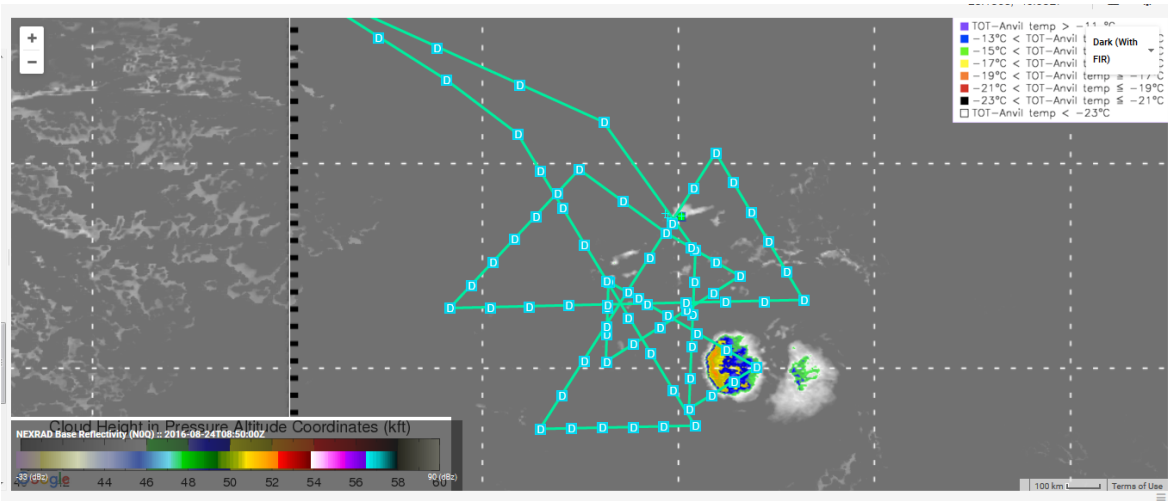 +
−
TOT-Anvil temp > -11 °C
-13°C < TOT-Anvil t
-15°C < TOT-Anvil t
-17°C < TOT-Anvil t
-19°C < TOT-Anvil temp ≤ -17°C
-21°C < TOT-Anvil temp ≤ -19°C
-23°C < TOT-Anvil temp ≤ -21°C
TOT-Anvil temp < -23°C
Dark (With
FIR)
D D D D D D D D D D D D D D D D D D D D D D D D D D D D D D D D D D D D D D D D D D D D D D D D D D D D D D D D D D D D D D D D D D D D D D D D D D D D D D
Cloud Height in Pressure Altitude Coordinates (kft)
NEXRAD Base Reflectivity (N0Q) :: 2016-08-24T08:50:00Z
-33 (dBz)
90 (dBz)
44 46 48 50 52 54 56 58 60
100 km
Terms of Use